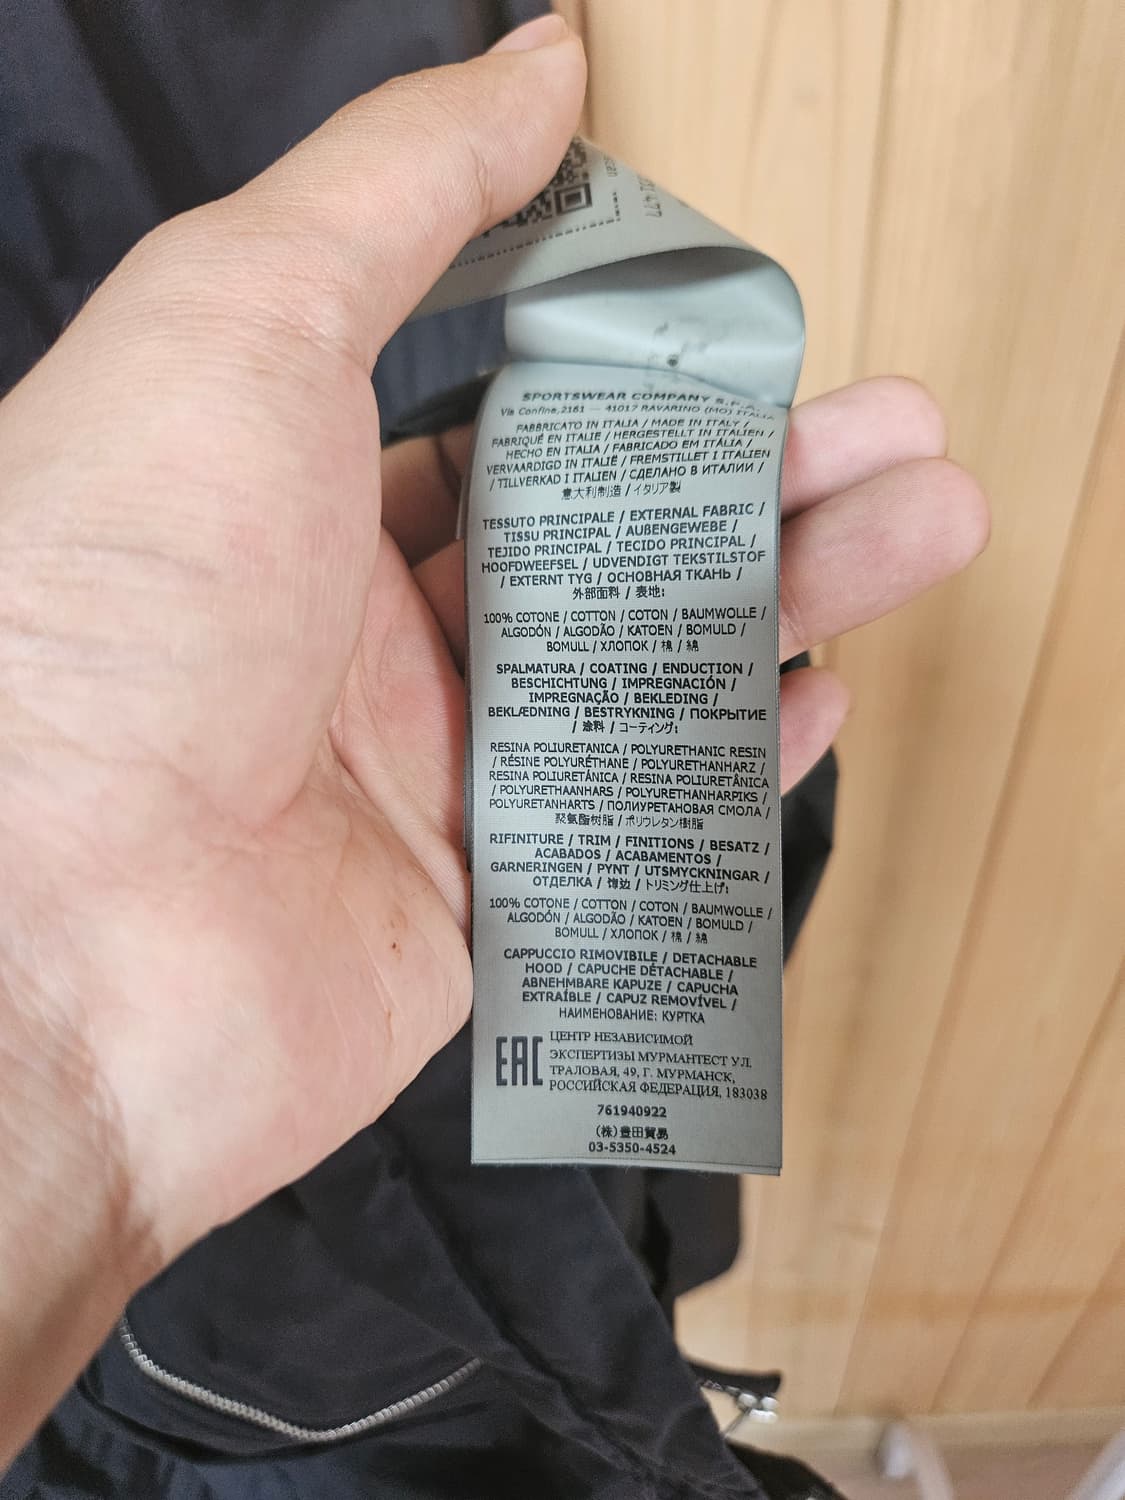 SPORTSWEAR COMPANY S.P.A.
Via Confine,2161 — 41017 RAVARINO (MO) ITALIA
FABBRICATO IN ITALIA / MADE IN ITALY /
FABRIQUÉ EN ITALIE / HERGESTELLT IN ITALIEN /
HECHO EN ITALIA / FABRICADO EM ITÁLIA /
VERVAARDIGD IN ITALIË / FREMSTILLET I ITALIEN
/ TILLVERKAD I ITALIEN / СДЕЛАНО В ИТАЛИИ /
意大利制造 / イタリア製
TESSUTO PRINCIPALE / EXTERNAL FABRIC /
TISSU PRINCIPAL / AUßENGEWEBE /
TEJIDO PRINCIPAL / TECIDO PRINCIPAL /
HOOFDWEEFSEL / UDVENDIGT TEKSTILSTOF
/ EXTERNT TYG / ОСНОВНАЯ ТКАНЬ /
外部面料 / 表地:
100% COTONE / COTTON / COTON / BAUMWOLLE /
ALGODÓN / ALGODÃO / KATOEN / BOMULD /
BOMULL / ХЛОПОК / 棉 / 綿
SPALMATURA / COATING / ENDUCTION /
BESCHICHTUNG / IMPREGNACIÓN /
IMPREGNAÇÃO / BEKLEDING /
BEKLÆDNING / BESTRYKNING / ПОКРЫТИЕ
/ 涂料 / コーティング:
RESINA POLIURETANICA / POLYURETHANIC RESIN
/ RÉSINE POLYURÉTHANE / POLYURETHANHARZ /
RESINA POLIURETÁNICA / RESINA POLIURETÂNICA
/ POLYURETHAANHARS / POLYURETHANHARPIKS /
POLYURETANHARTS / ПОЛИУРЕТАНОВАЯ СМОЛА /
聚氨酯树脂 / ポリウレタン樹脂
RIFINITURE / TRIM / FINITIONS / BESATZ /
ACABADOS / ACABAMENTOS /
GARNERINGEN / PYNT / UTSMYCKNINGAR /
ОТДЕЛКА / 饰边 / トリミング仕上げ:
100% COTONE / COTTON / COTON / BAUMWOLLE /
ALGODÓN / ALGODÃO / KATOEN / BOMULD /
BOMULL / ХЛОПОК / 棉 / 綿
CAPPUCCIO RIMOVIBILE / DETACHABLE
HOOD / CAPUCHE DÉTACHABLE /
ABNEHMBARE KAPUZE / CAPUCHA
EXTRAÍBLE / CAPUZ REMOVÍVEL /
НАИМЕНОВАНИЕ: КУРТКА
EAC
ЦЕНТР НЕЗАВИСИМОЙ
ЭКСПЕРТИЗЫ МУРМАНТЕСТ УЛ.
ТРАЛОВАЯ, 49, Г. МУРМАНСК,
РОССИЙСКАЯ ФЕДЕРАЦИЯ, 183038
761940922
(株)豊田貿易
03-5350-4524